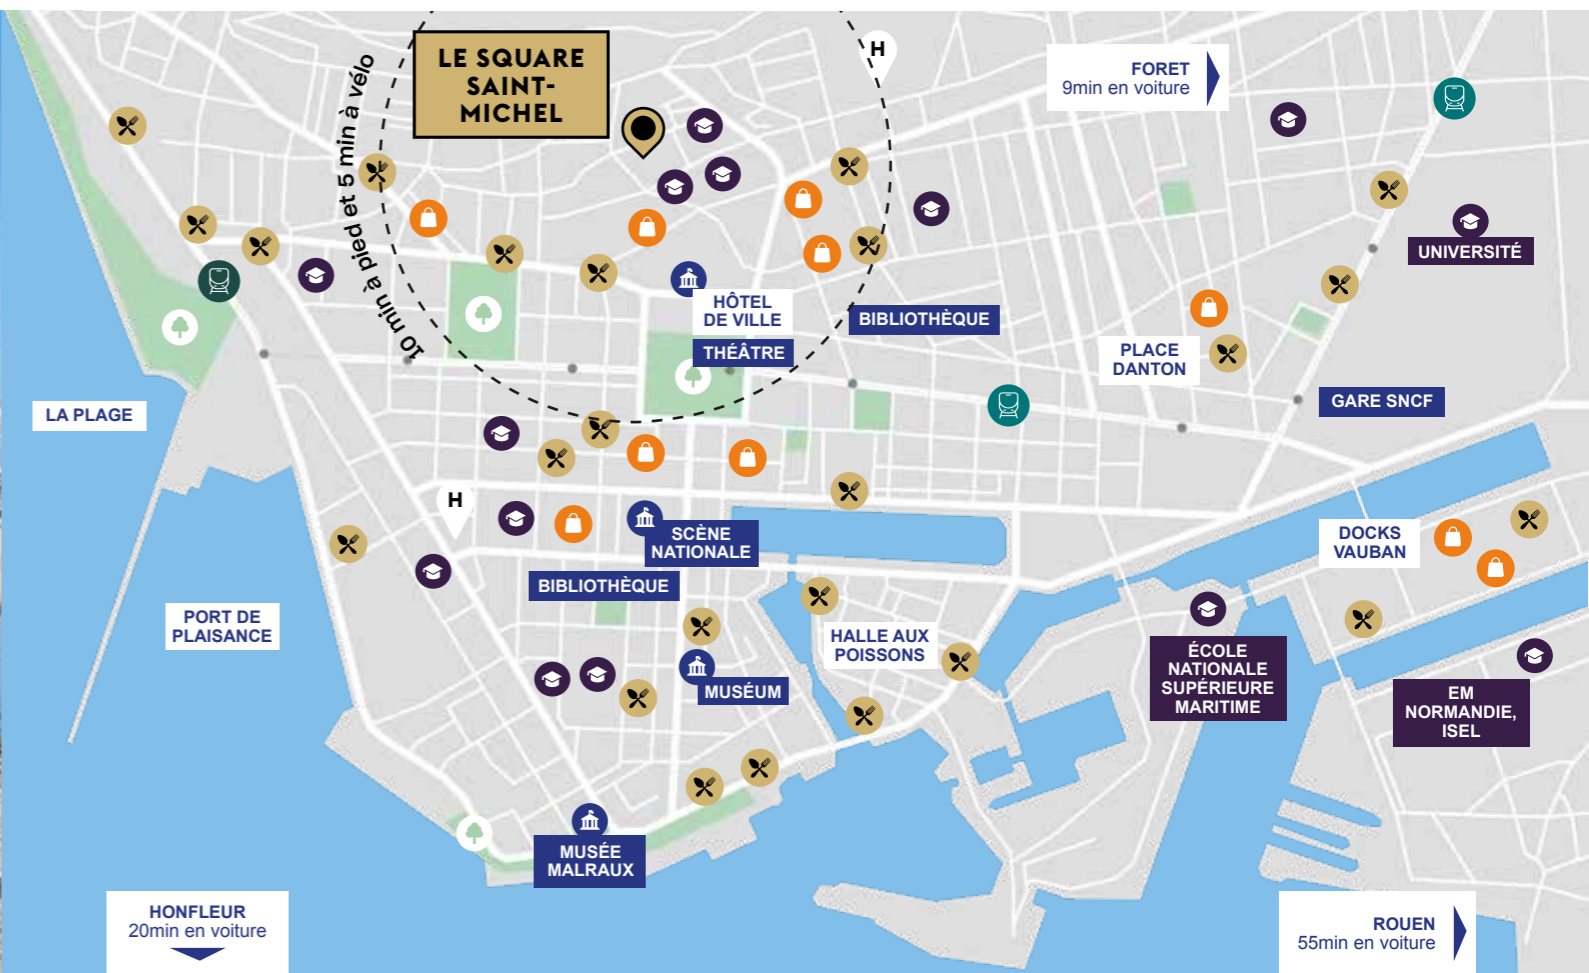 LE SQUARE
SAINT-
MICHEL
H
FORET
9min en voiture
10 min à pied et 5 min à vélo
UNIVERSITÉ
HÔTEL
DE VILLE
THÉÂTRE
BIBLIOTHÈQUE
PLACE
DANTON
GARE SNCF
LA PLAGE
H
SCÈNE
NATIONALE
DOCKS
VAUBAN
BIBLIOTHÈQUE
PORT DE
PLAISANCE
HALLE AUX
POISSONS
ÉCOLE
NATIONALE
SUPÉRIEURE
MARITIME
MUSÉUM
EM
NORMANDIE,
ISEL
MUSÉE
MALRAUX
HONFLEUR
20min en voiture
ROUEN
55min en voiture